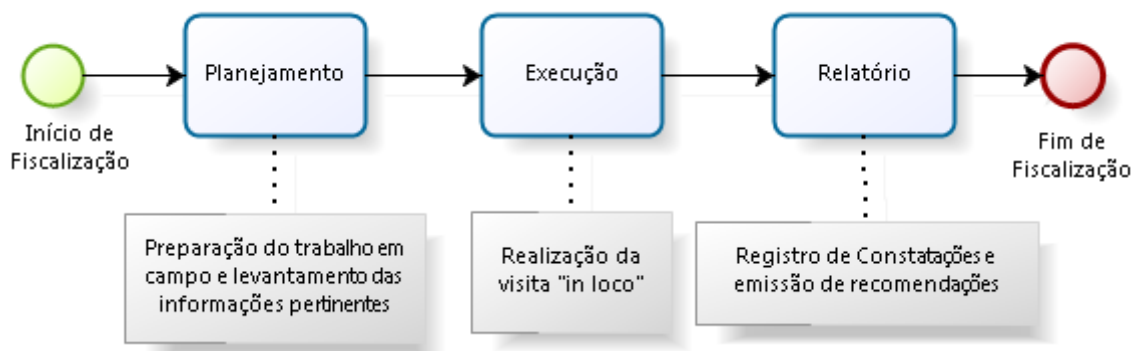 Planejamento
Execução
Relatório
Início de
Fiscalização
Fim de
Fiscalização
Preparação do trabalho em
campo e levantamento das
informações pertinentes
Realização da
visita "in loco"
Registro de Constatações e
emissão de recomendações